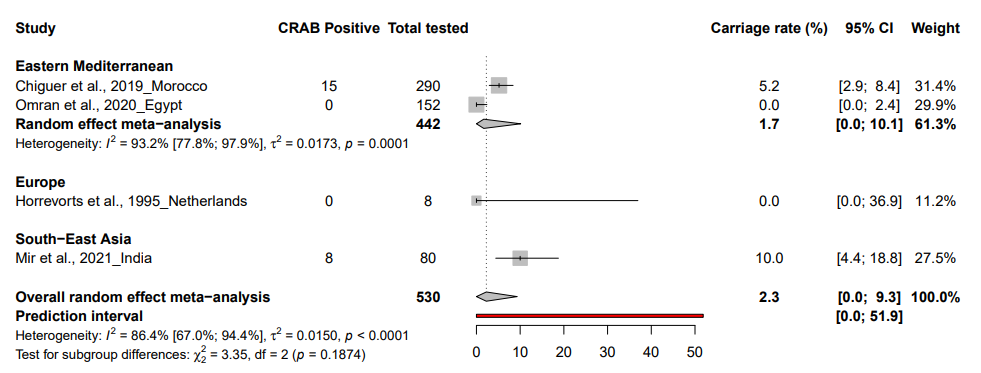 Study CRAB Positive Total tested Carriage rate (%) 95% CI Weight
Eastern Mediterranean
Chiguer et al., 2019_Morocco 15 290 5.2 [2.9; 8.4] 31.4%
Omran et al., 2020_Egypt 0 152 0.0 [0.0; 2.4] 29.9%
Random effect meta−analysis 442 1.7 [0.0; 10.1] 61.3%
Heterogeneity: I² = 93.2% [77.8%; 97.9%], τ² = 0.0173, p = 0.0001
Europe
Horrevorts et al., 1995_Netherlands 0 8 0.0 [0.0; 36.9] 11.2%
South−East Asia
Mir et al., 2021_India 8 80 10.0 [4.4; 18.8] 27.5%
Overall random effect meta−analysis 530 2.3 [0.0; 9.3] 100.0%
Prediction interval [0.0; 51.9]
Heterogeneity: I² = 86.4% [67.0%; 94.4%], τ² = 0.0150, p < 0.0001
Test for subgroup differences: χ²₂ = 3.35, df = 2 (p = 0.1874)
0 10 20 30 40 50